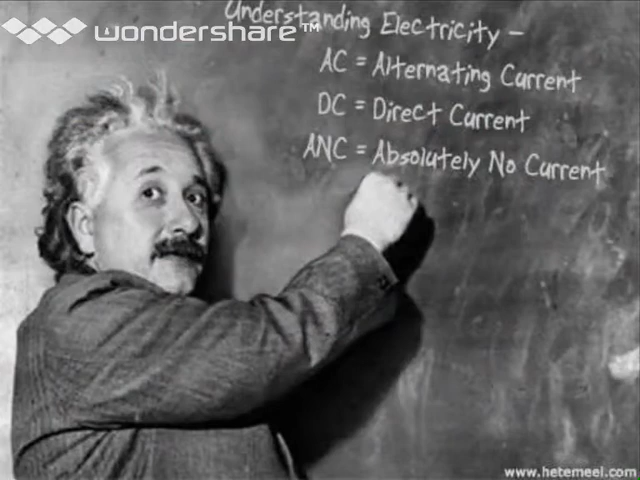 wondershare™
Understanding Electricity -
AC = Alternating Current
DC = Direct Current
ANC = Absolutely No Current
www.hetemeel.com